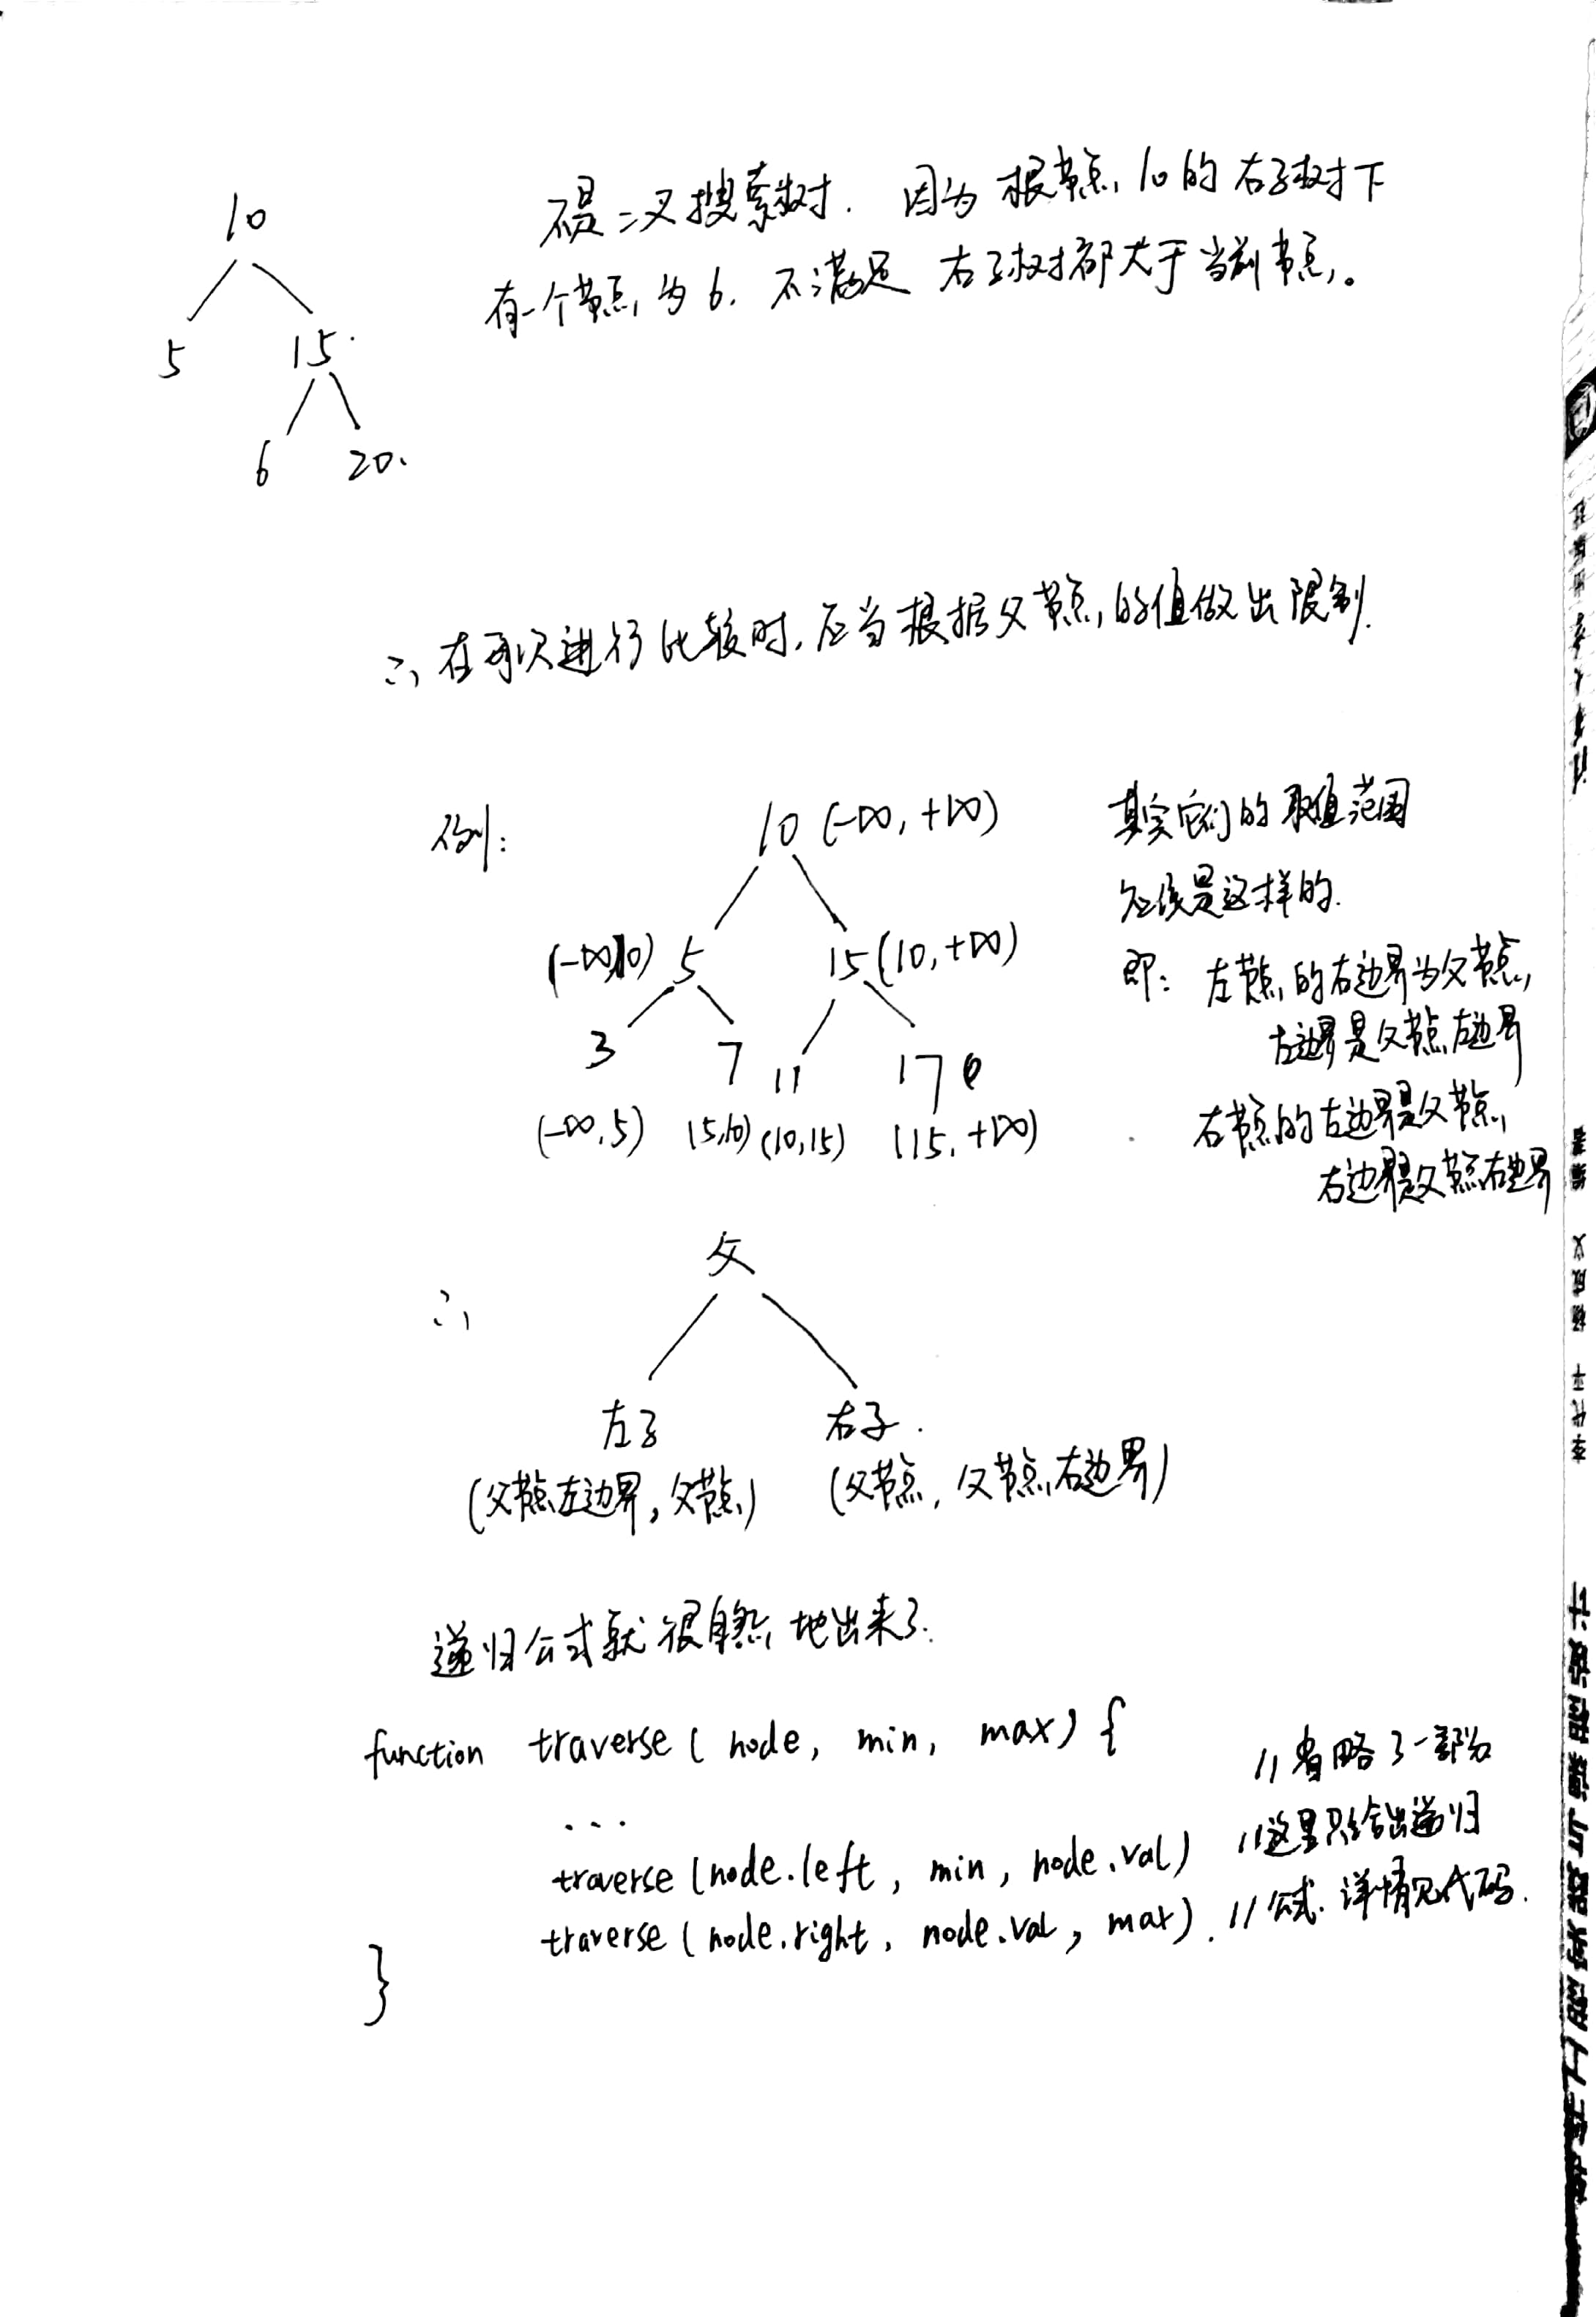 10
5 15
6 20
不是二叉搜索树. 因为根节点10的右子树下
有一个节点为6. 不满足 右子树都大于当前节点。
∴ 在每次进行比较时,应当根据父节点的值做出限制.
例: 10 (-∞, +∞)
(-∞,10) 5 15 (10, +∞)
3 7 11 17
(-∞,5) (5,10) (10,15) (15, +∞)
其实它们的取值范围
应该是这样的.
即: 左节点的右边界为父节点,
左边界是父节点左边界
右节点的左边界是父节点,
右边界是父节点右边界
∴ 父
左子 右子.
(父节点左边界, 父节点) (父节点, 父节点右边界)
递归公式就很自然地出来了.
function traverse ( node, min, max) { // 省略了一部分
... // 这里只给出递归
traverse (node.left, min, node.val) // 公式. 详情见代码.
traverse ( node.right, node.val, max).
}